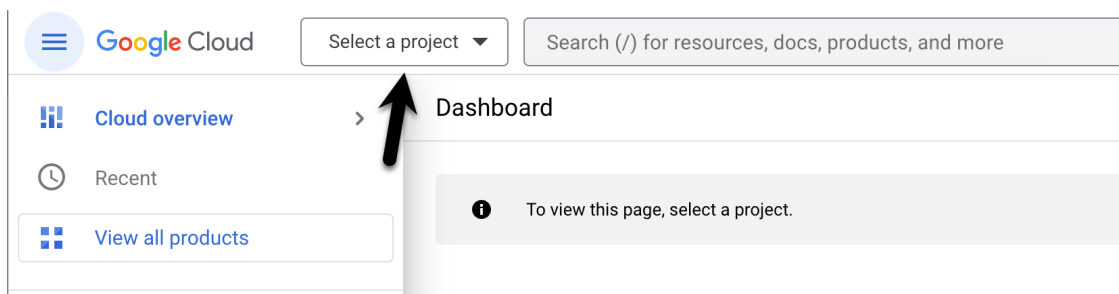 Google Cloud
Select a project
Search (/) for resources, docs, products, and more
Cloud overview
Dashboard
Recent
To view this page, select a project.
View all products